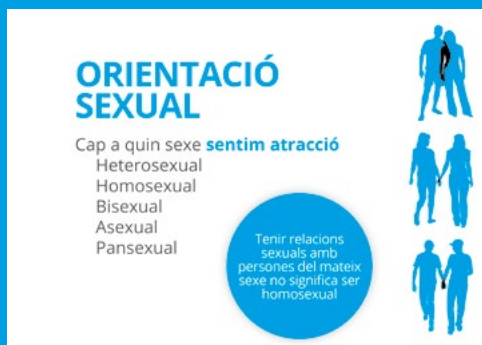 ORIENTACIÓ
SEXUAL
Cap a quin sexe sentim atracció
Heterosexual
Homosexual
Bisexual
Asexual
Pansexual
Tenir relacions
sexuals amb
persones del mateix
sexe no significa ser
homosexual